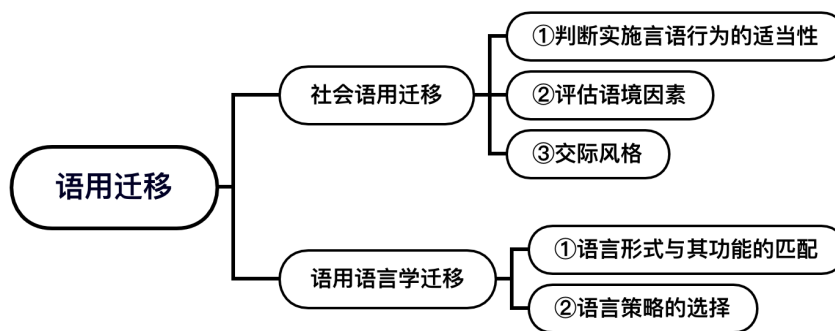 语用迁移
社会语用迁移
①判断实施言语行为的适当性
②评估语境因素
③交际风格
语用语言学迁移
①语言形式与其功能的匹配
②语言策略的选择